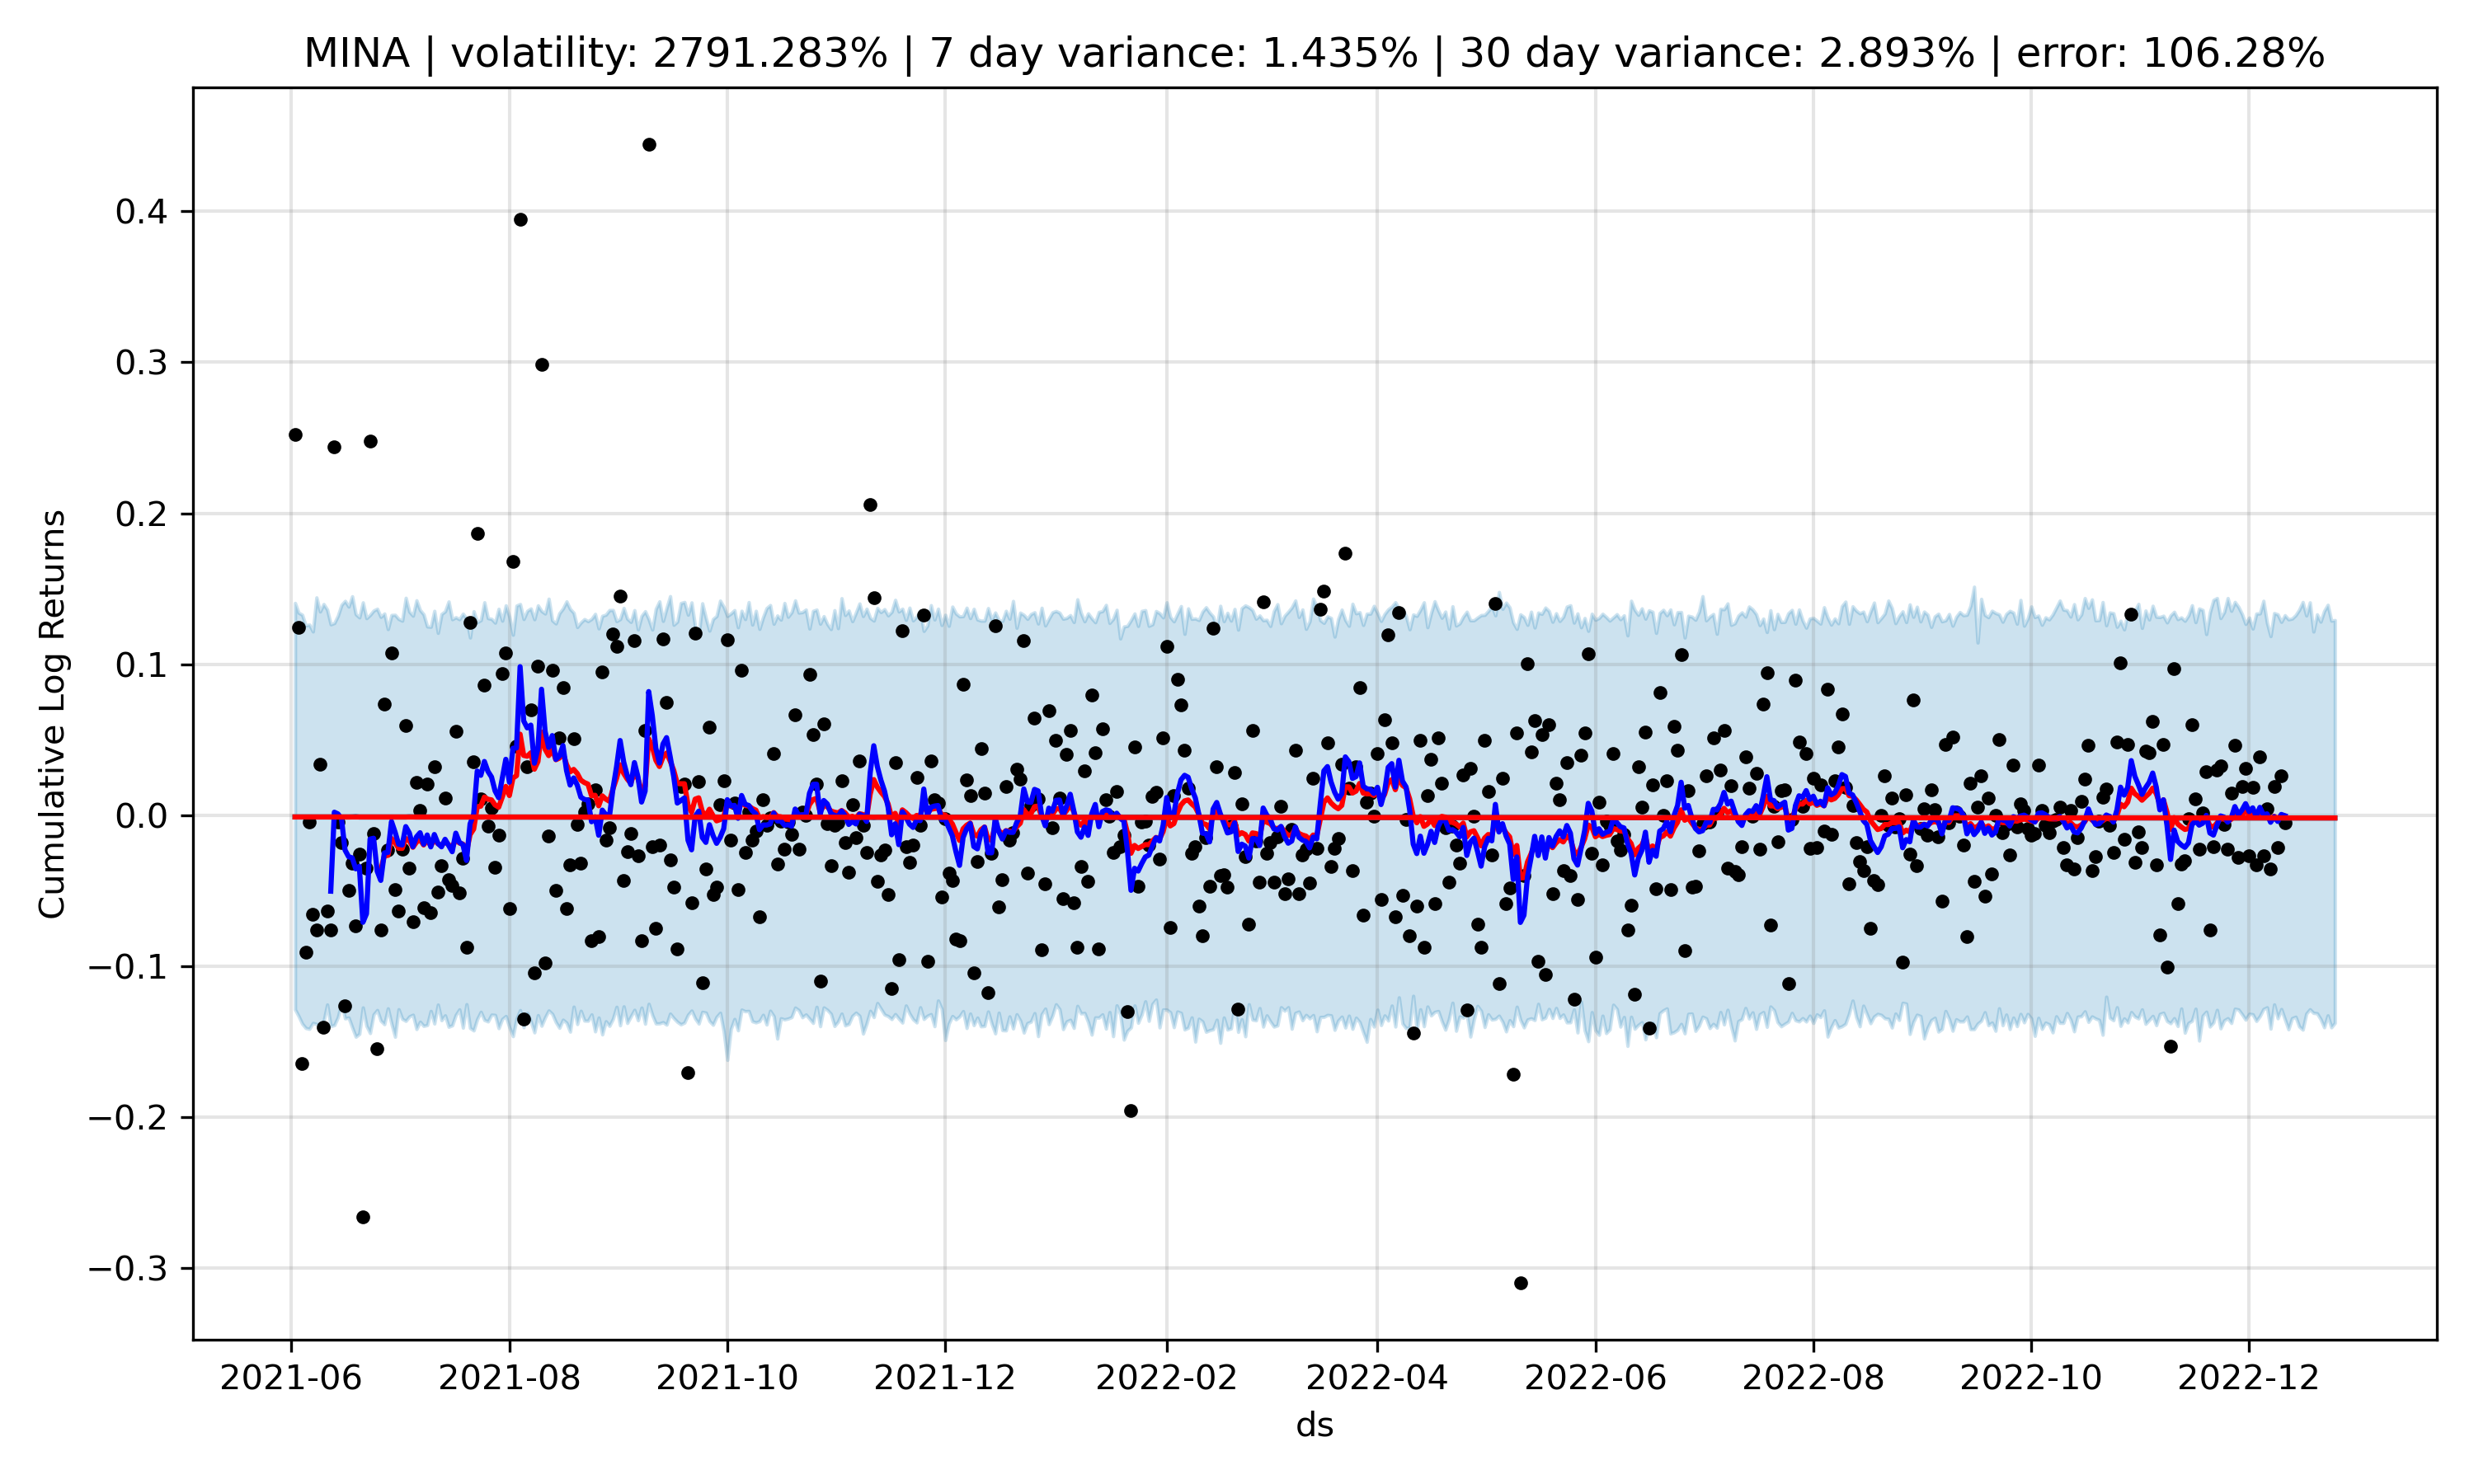 MINA | volatility: 2791.283% | 7 day variance: 1.435% | 30 day variance: 2.893% | error: 106.28%
Cumulative Log Returns
0.4
0.3
0.2
0.1
0.0
−0.1
−0.2
−0.3
2021-06 2021-08 2021-10 2021-12 2022-02 2022-04 2022-06 2022-08 2022-10 2022-12
ds